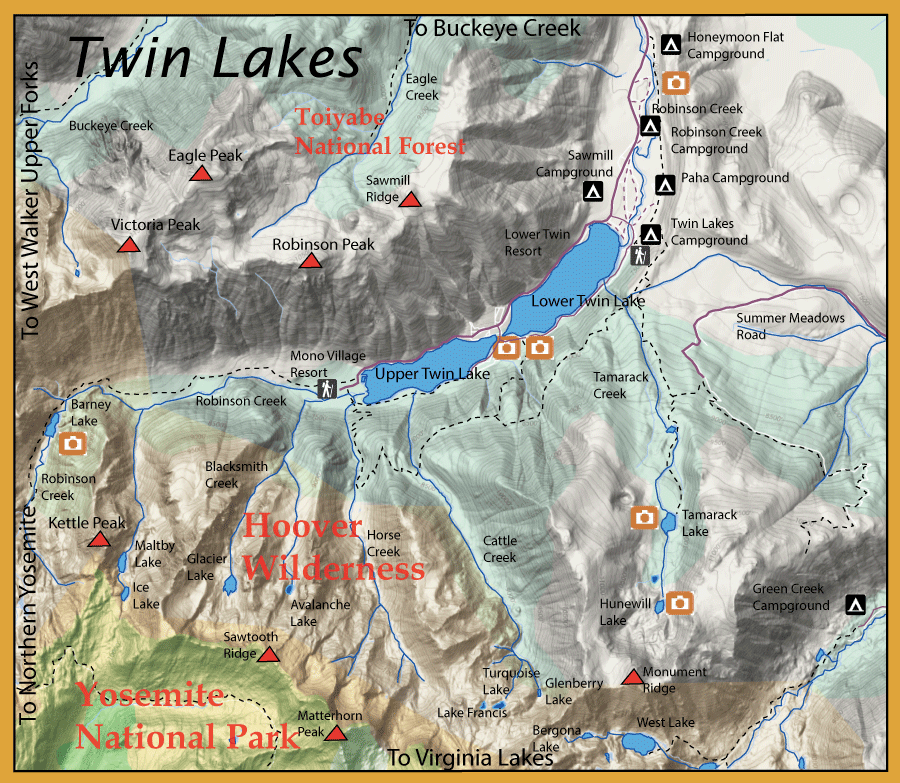 To Buckeye Creek
Twin Lakes
Honeymoon Flat
Campground
Eagle
Creek
Robinson Creek
Toiyabe
National Forest
Buckeye Creek
Robinson Creek
Campground
Eagle Peak
Sawmill
Campground
Paha Campground
Sawmill
Ridge
To West Walker Upper Forks
Victoria Peak
Twin Lakes
Campground
Robinson Peak
Lower Twin
Resort
Lower Twin Lake
Summer Meadows
Road
Mono Village
Resort
Upper Twin Lake
Tamarack
Creek
Robinson Creek
Barney
Lake
Blacksmith
Creek
Robinson
Creek
Kettle Peak
Hoover
Wilderness
Horse
Creek
Tamarack
Lake
Maltby
Lake
Glacier
Lake
Cattle
Creek
Ice
Lake
Avalanche
Lake
Hunewill
Lake
Green Creek
Campground
To Northern Yosemite
Sawtooth
Ridge
Turquoise
Lake
Glenberry
Lake
Monument
Ridge
Yosemite
National Park
Matterhorn
Peak
Lake Francis
Bergona
Lake
West Lake
To Virginia Lakes